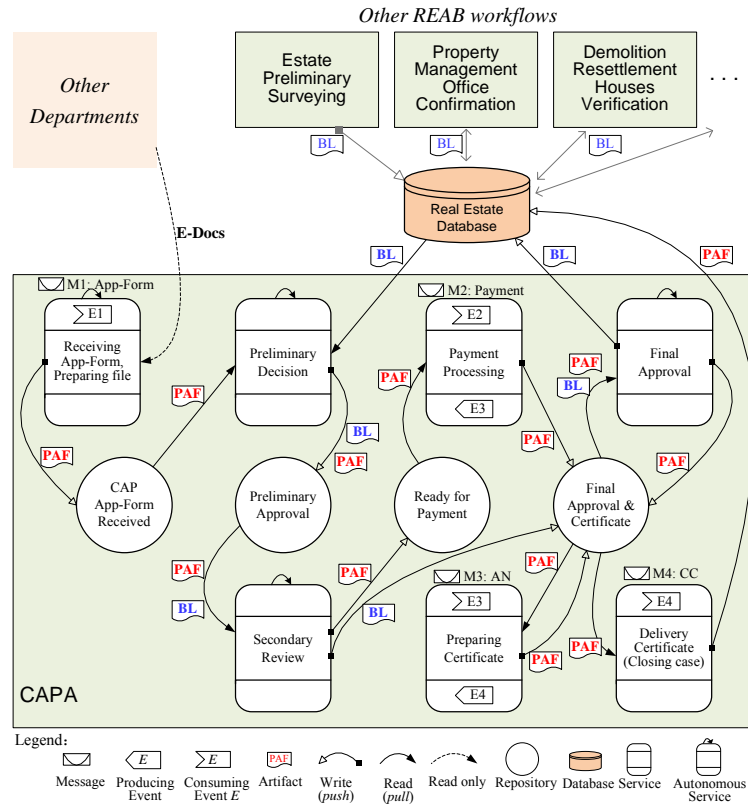 Other REAB workflows
Other
Departments
Estate
Preliminary
Surveying
Property
Management
Office
Confirmation
Demolition
Resettlement
Houses
Verification
. . .
BL
BL
BL
Real Estate
Database
E-Docs
BL
BL
PAF
M1: App-Form
E1
Receiving
App-Form,
Preparing file
Preliminary
Decision
M2: Payment
E2
Payment
Processing
E3
Final
Approval
PAF
PAF
BL
PAF
PAF
PAF
PAF
BL
PAF
CAP
App-Form
Received
Preliminary
Approval
Ready for
Payment
Final
Approval &
Certificate
PAF
BL
PAF
BL
Secondary
Review
M3: AN
E3
Preparing
Certificate
E4
PAF
PAF
PAF
M4: CC
E4
Delivery
Certificate
(Closing case)
CAPA
Legend:
Message
E
Producing
Event
E
Consuming
Event E
PAF
Artifact
Write
(push)
Read
(pull)
Read only
Repository
Database
Service
Autonomous
Service